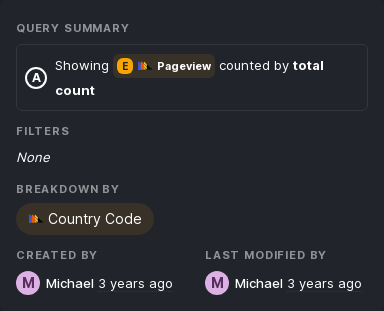 QUERY SUMMARY
A Showing E Pageview counted by total
count
FILTERS
None
BREAKDOWN BY
Country Code
CREATED BY LAST MODIFIED BY
M Michael 3 years ago M Michael 3 years ago